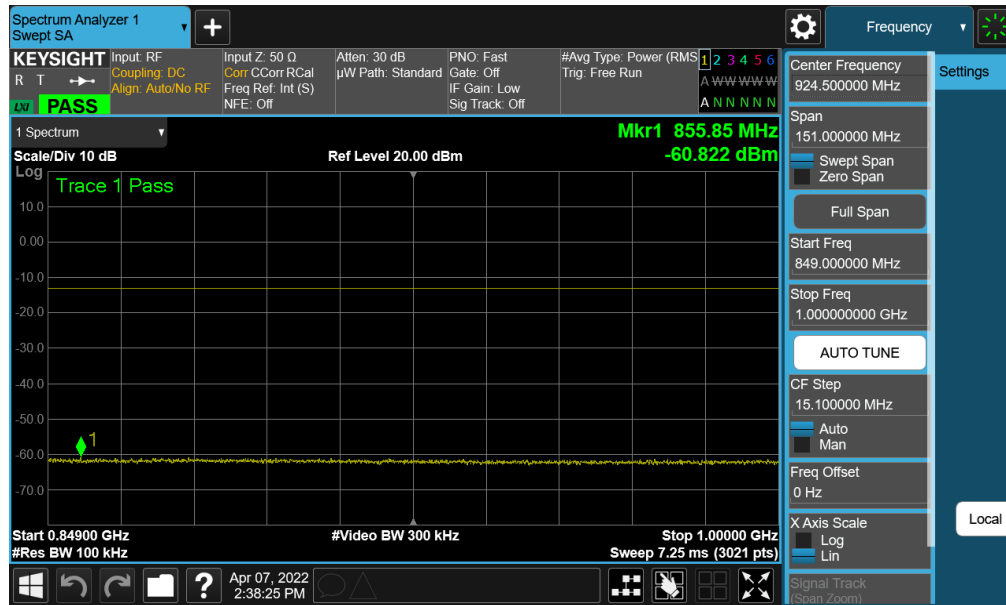 Spectrum Analyzer 1
Swept SA
Frequency
KEYSIGHT
R T
LXI PASS
Input: RF
Coupling: DC
Align: Auto/No RF
Input Z: 50 Ω
Corr CCorr RCal
Freq Ref: Int (S)
NFE: Off
Atten: 30 dB
µW Path: Standard
PNO: Fast
Gate: Off
IF Gain: Low
Sig Track: Off
#Avg Type: Power (RMS
Trig: Free Run
1 2 3 4 5 6
A W W W W W
A N N N N N
1 Spectrum
Mkr1 855.85 MHz
Scale/Div 10 dB
Ref Level 20.00 dBm
-60.822 dBm
Log
Trace 1 Pass
10.0
0.00
-10.0
-20.0
-30.0
-40.0
-50.0
1
-60.0
-70.0
Start 0.84900 GHz
#Video BW 300 kHz
Stop 1.00000 GHz
#Res BW 100 kHz
Sweep 7.25 ms (3021 pts)
?
Apr 07, 2022
2:38:25 PM
Center Frequency
924.500000 MHz
Span
151.000000 MHz
Swept Span
Zero Span
Full Span
Start Freq
849.000000 MHz
Stop Freq
1.000000000 GHz
AUTO TUNE
CF Step
15.100000 MHz
Auto
Man
Freq Offset
0 Hz
X Axis Scale
Log
Lin
Signal Track
(Span Zoom)
Settings
Local